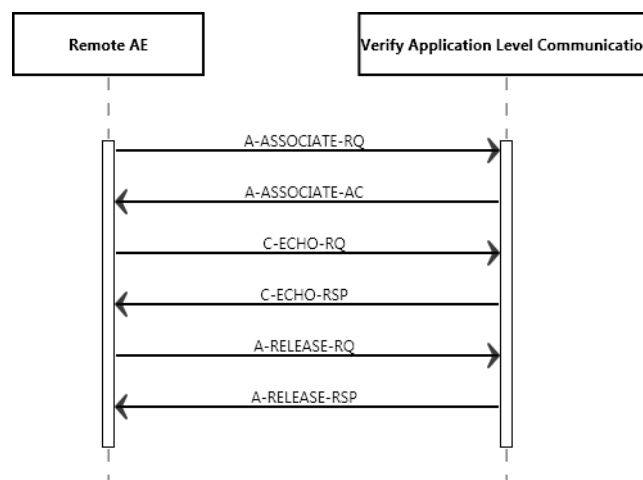 Remote AE
Verify Application Level Communicatio
A-ASSOCIATE-RQ
A-ASSOCIATE-AC
C-ECHO-RQ
C-ECHO-RSP
A-RELEASE-RQ
A-RELEASE-RSP